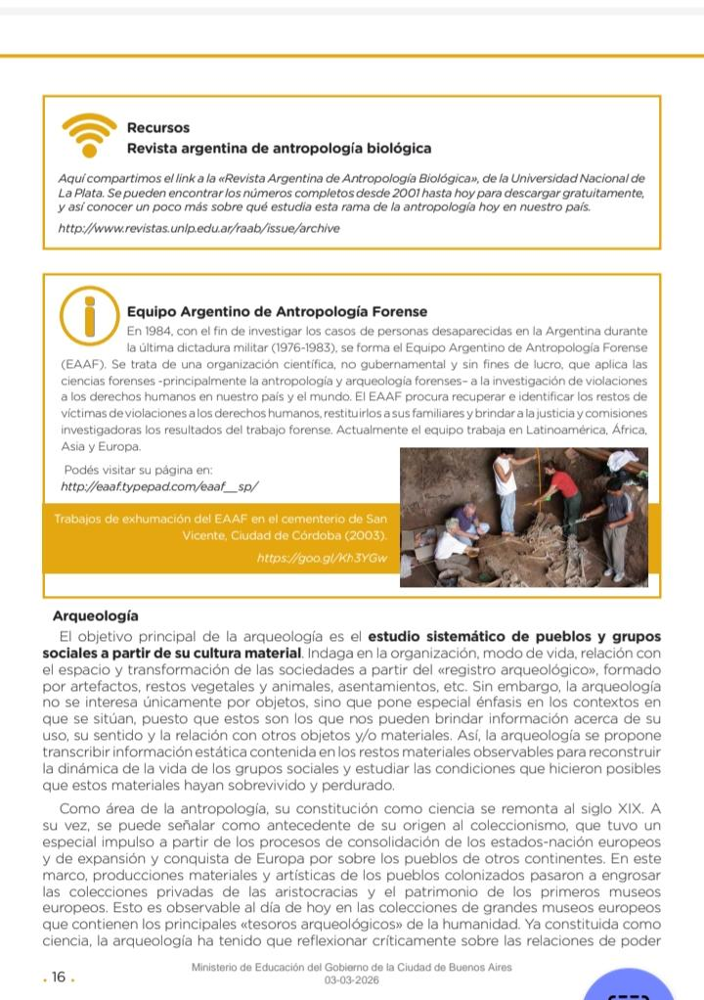 Recursos
Revista argentina de antropología biológica
Aquí compartimos el link a la «Revista Argentina de Antropología Biológica», de la Universidad Nacional de
La Plata. Se pueden encontrar los números completos desde 2001 hasta hoy para descargar gratuitamente,
y así conocer un poco más sobre qué estudia esta rama de la antropología hoy en nuestro país.
http://www.revistas.unlp.edu.ar/raab/issue/archive
Equipo Argentino de Antropología Forense
En 1984, con el fin de investigar los casos de personas desaparecidas en la Argentina durante
la última dictadura militar (1976-1983), se forma el Equipo Argentino de Antropología Forense
(EAAF). Se trata de una organización científica, no gubernamental y sin fines de lucro, que aplica las
ciencias forenses -principalmente la antropología y arqueología forenses– a la investigación de violaciones
a los derechos humanos en nuestro país y el mundo. El EAAF procura recuperar e identificar los restos de
víctimas de violaciones a los derechos humanos, restituirlos a sus familiares y brindar a la justicia y comisiones
investigadoras los resultados del trabajo forense. Actualmente el equipo trabaja en Latinoamérica, África,
Asia y Europa.
Podés visitar su página en:
http://eaaf.typepad.com/eaaf__sp/
Trabajos de exhumación del EAAF en el cementerio de San
Vicente, Ciudad de Córdoba (2003).
https://goo.gl/Kh3YGw
Arqueología
El objetivo principal de la arqueología es el estudio sistemático de pueblos y grupos
sociales a partir de su cultura material. Indaga en la organización, modo de vida, relación con
el espacio y transformación de las sociedades a partir del «registro arqueológico», formado
por artefactos, restos vegetales y animales, asentamientos, etc. Sin embargo, la arqueología
no se interesa únicamente por objetos, sino que pone especial énfasis en los contextos en
que se sitúan, puesto que estos son los que nos pueden brindar información acerca de su
uso, su sentido y la relación con otros objetos y/o materiales. Así, la arqueología se propone
transcribir información estática contenida en los restos materiales observables para reconstruir
la dinámica de la vida de los grupos sociales y estudiar las condiciones que hicieron posibles
que estos materiales hayan sobrevivido y perdurado.
Como área de la antropología, su constitución como ciencia se remonta al siglo XIX. A
su vez, se puede señalar como antecedente de su origen al coleccionismo, que tuvo un
especial impulso a partir de los procesos de consolidación de los estados-nación europeos
y de expansión y conquista de Europa por sobre los pueblos de otros continentes. En este
marco, producciones materiales y artísticas de los pueblos colonizados pasaron a engrosar
las colecciones privadas de las aristocracias y el patrimonio de los primeros museos
europeos. Esto es observable al día de hoy en las colecciones de grandes museos europeos
que contienen los principales «tesoros arqueológicos» de la humanidad. Ya constituida como
ciencia, la arqueología ha tenido que reflexionar críticamente sobre las relaciones de poder
. 16 .
Ministerio de Educación del Gobierno de la Ciudad de Buenos Aires
03-03-2026